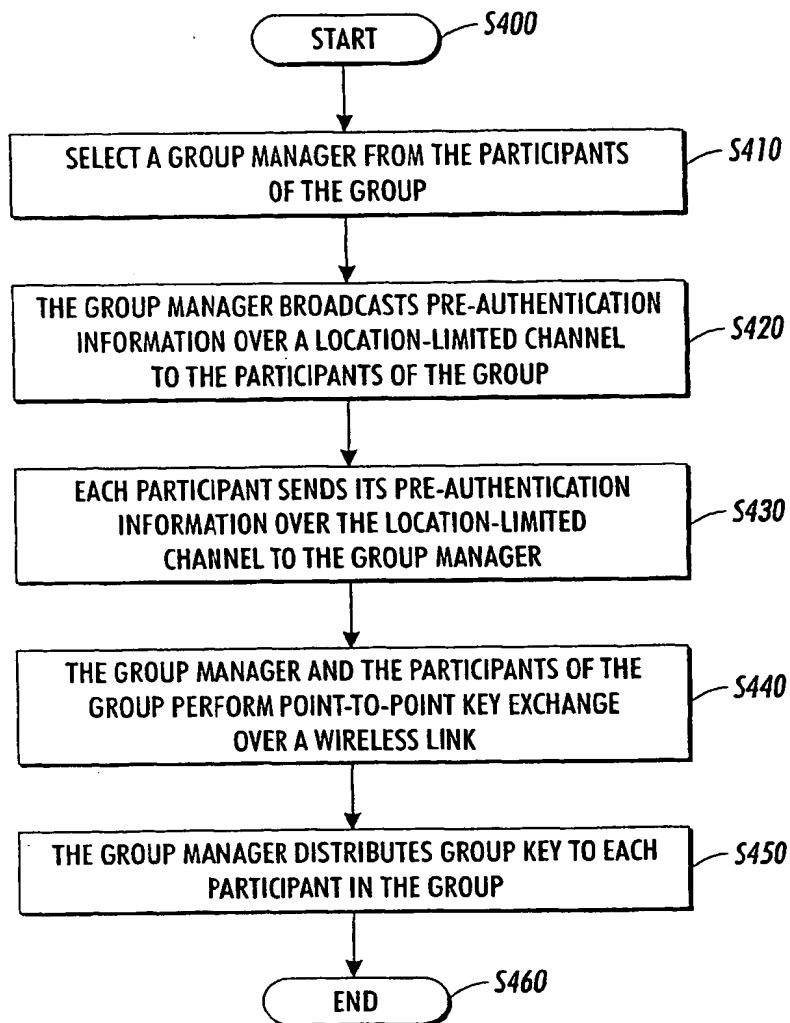 START
S400
SELECT A GROUP MANAGER FROM THE PARTICIPANTS
OF THE GROUP
S410
THE GROUP MANAGER BROADCASTS PRE-AUTHENTICATION
INFORMATION OVER A LOCATION-LIMITED CHANNEL
TO THE PARTICIPANTS OF THE GROUP
S420
EACH PARTICIPANT SENDS ITS PRE-AUTHENTICATION
INFORMATION OVER THE LOCATION-LIMITED
CHANNEL TO THE GROUP MANAGER
S430
THE GROUP MANAGER AND THE PARTICIPANTS OF THE
GROUP PERFORM POINT-TO-POINT KEY EXCHANGE
OVER A WIRELESS LINK
S440
THE GROUP MANAGER DISTRIBUTES GROUP KEY TO EACH
PARTICIPANT IN THE GROUP
S450
END
S460